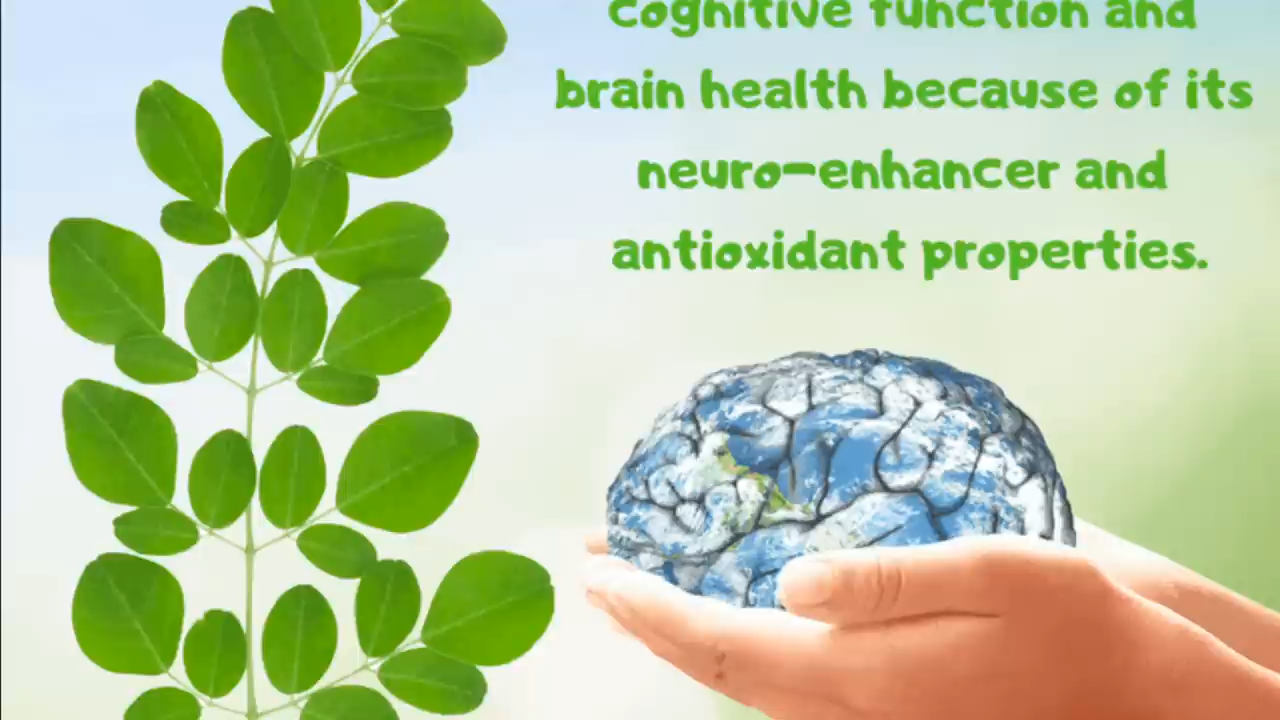 cognitive function and
brain health because of its
neuro-enhancer and
antioxidant properties.